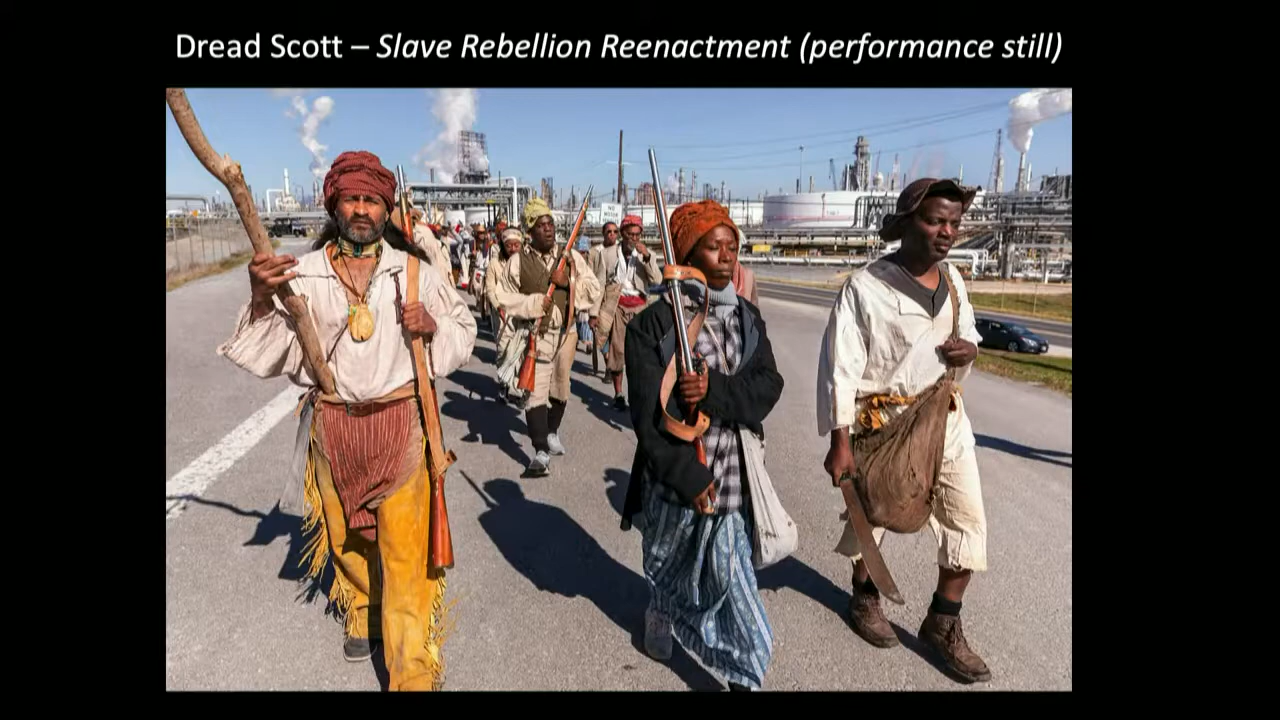 Dread Scott – Slave Rebellion Reenactment (performance still)